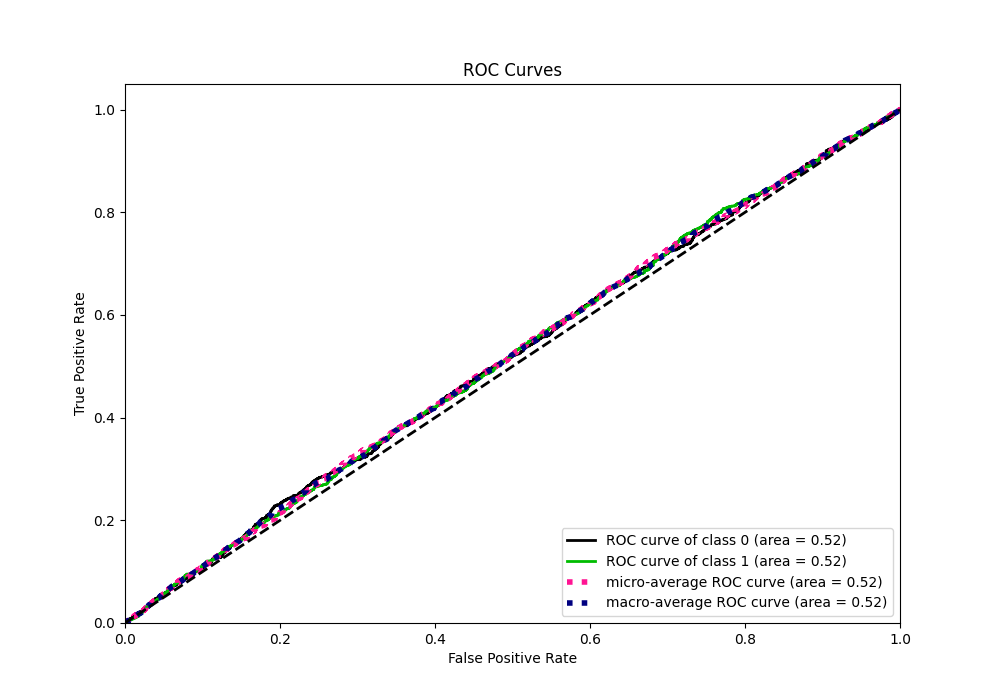 ROC Curves
True Positive Rate
1.0
0.8
0.6
0.4
0.2
0.0
0.0 0.2 0.4 0.6 0.8 1.0
False Positive Rate
ROC curve of class 0 (area = 0.52)
ROC curve of class 1 (area = 0.52)
micro-average ROC curve (area = 0.52)
macro-average ROC curve (area = 0.52)